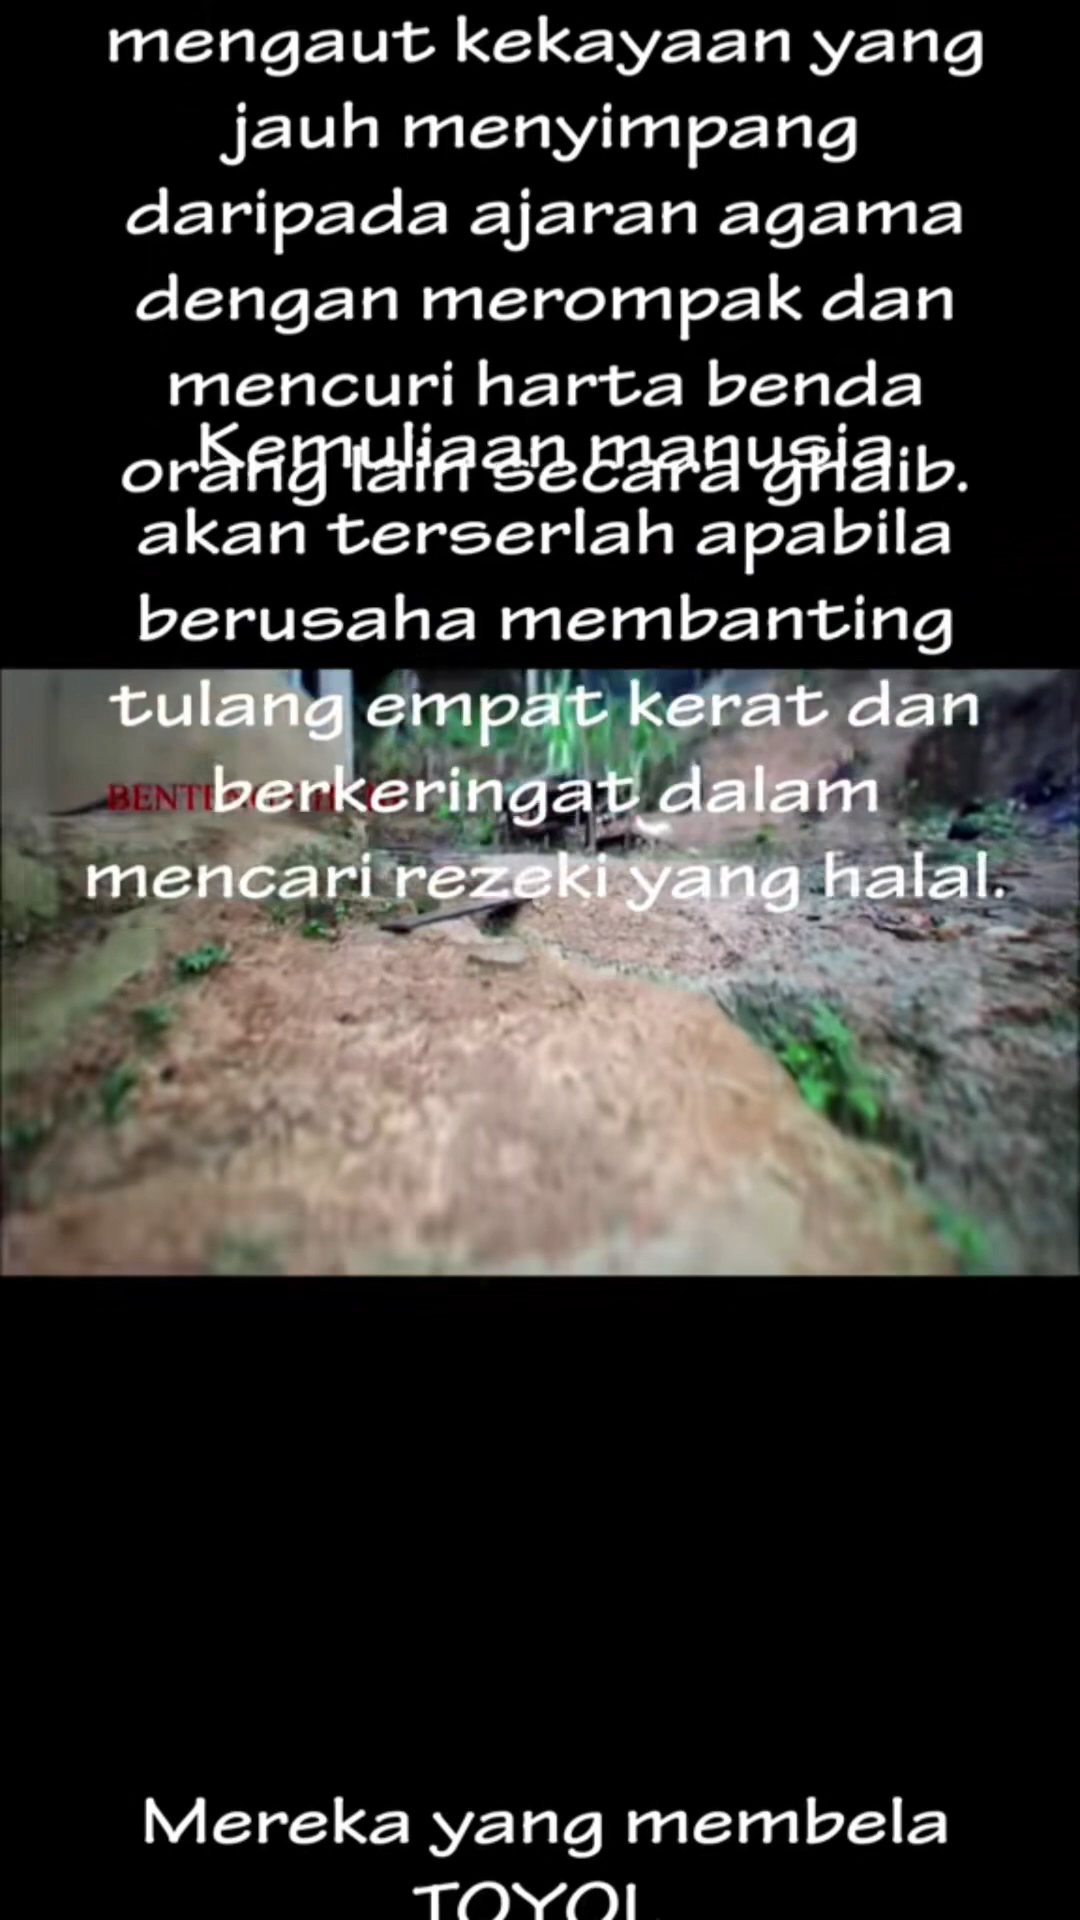 mengaut kekayaan yang
jauh menyimpang
daripada ajaran agama
dengan merompak dan
mencuri harta benda
orang lain secara ghaib.
Kemuliaan manusia
akan terserlah apabila
berusaha membanting
tulang empat kerat dan
berkeringat dalam
mencari rezeki yang halal.
Mereka yang membela
TOYOL